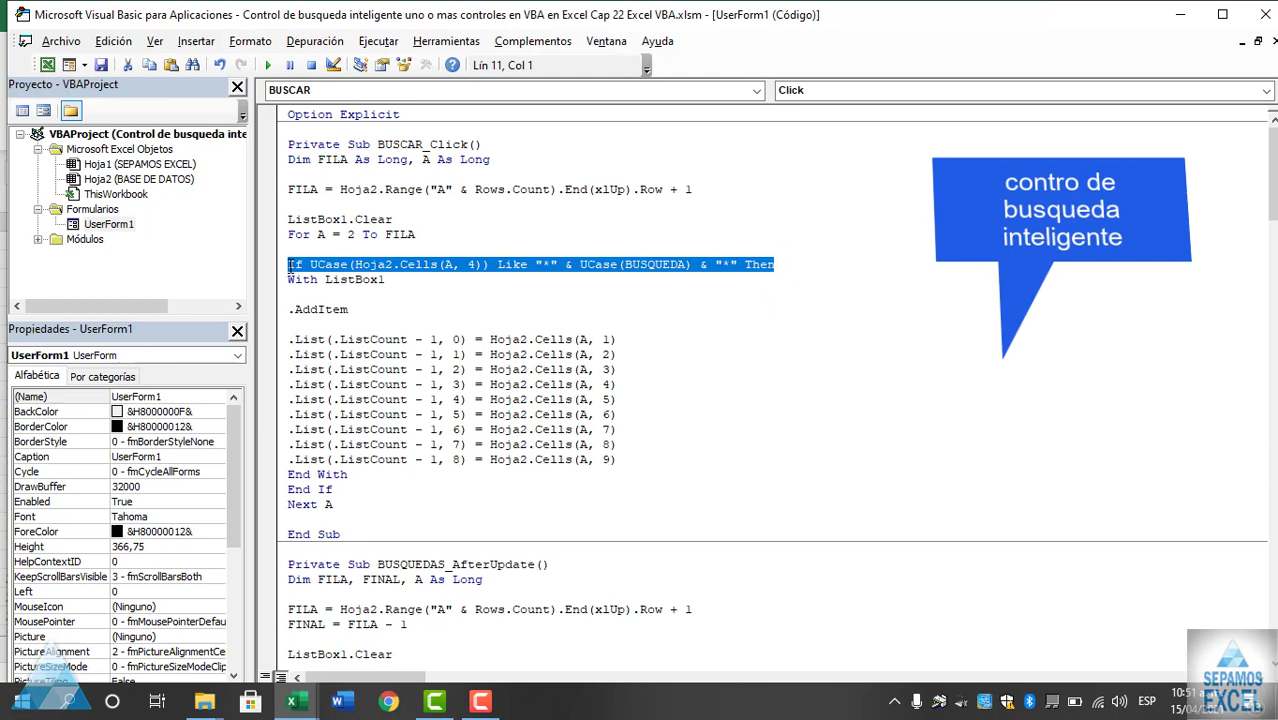 Microsoft Visual Basic para Aplicaciones - Control de busqueda inteligente uno o mas controles en VBA en Excel Cap 22 Excel VBA.xlsm - [UserForm1 (Código)]
Archivo Edición Ver Insertar Formato Depuración Ejecutar Herramientas Complementos Ventana Ayuda
Lín 11, Col 1
Proyecto - VBAProject
VBAProject (Control de busqueda inte
Microsoft Excel Objetos
Hoja1 (SEPAMOS EXCEL)
Hoja2 (BASE DE DATOS)
ThisWorkbook
Formularios
UserForm1
Módulos
Propiedades - UserForm1
UserForm1 UserForm
Alfabética Por categorías
(Name) UserForm1
BackColor &H8000000F&
BorderColor &H80000012&
BorderStyle 0 - fmBorderStyleNone
Caption UserForm1
Cycle 0 - fmCycleAllForms
DrawBuffer 32000
Enabled True
Font Tahoma
ForeColor &H80000012&
Height 366,75
HelpContextID 0
KeepScrollBarsVisible 3 - fmScrollBarsBoth
Left 0
MouseIcon (Ninguno)
MousePointer 0 - fmMousePointerDefau
Picture (Ninguno)
PictureAlignment 2 - fmPictureAlignmentCe
PictureSizeMode 0 - fmPictureSizeModeClip
PictureTiling False
BUSCAR Click
Option Explicit
Private Sub BUSCAR_Click()
Dim FILA As Long, A As Long
FILA = Hoja2.Range("A" & Rows.Count).End(xlUp).Row + 1
ListBox1.Clear
For A = 2 To FILA
If UCase(Hoja2.Cells(A, 4)) Like "*" & UCase(BUSQUEDA) & "*" Then
With ListBox1
.AddItem
.List(.ListCount - 1, 0) = Hoja2.Cells(A, 1)
.List(.ListCount - 1, 1) = Hoja2.Cells(A, 2)
.List(.ListCount - 1, 2) = Hoja2.Cells(A, 3)
.List(.ListCount - 1, 3) = Hoja2.Cells(A, 4)
.List(.ListCount - 1, 4) = Hoja2.Cells(A, 5)
.List(.ListCount - 1, 5) = Hoja2.Cells(A, 6)
.List(.ListCount - 1, 6) = Hoja2.Cells(A, 7)
.List(.ListCount - 1, 7) = Hoja2.Cells(A, 8)
.List(.ListCount - 1, 8) = Hoja2.Cells(A, 9)
End With
End If
Next A
End Sub
Private Sub BUSQUEDAS_AfterUpdate()
Dim FILA, FINAL, A As Long
FILA = Hoja2.Range("A" & Rows.Count).End(xlUp).Row + 1
FINAL = FILA - 1
ListBox1.Clear
contro de
busqueda
inteligente
SEPAMOS
EXCEL
ESP
10:51 a. m.